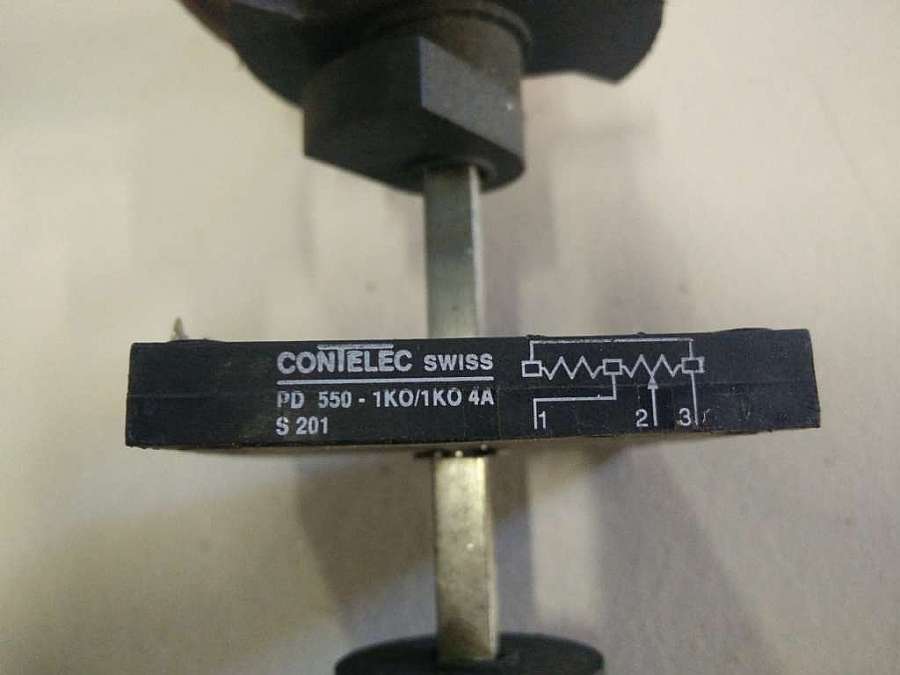 CONTELEC SWISS
PD 550 - 1KO/1KO 4A
S 201
1 2 3